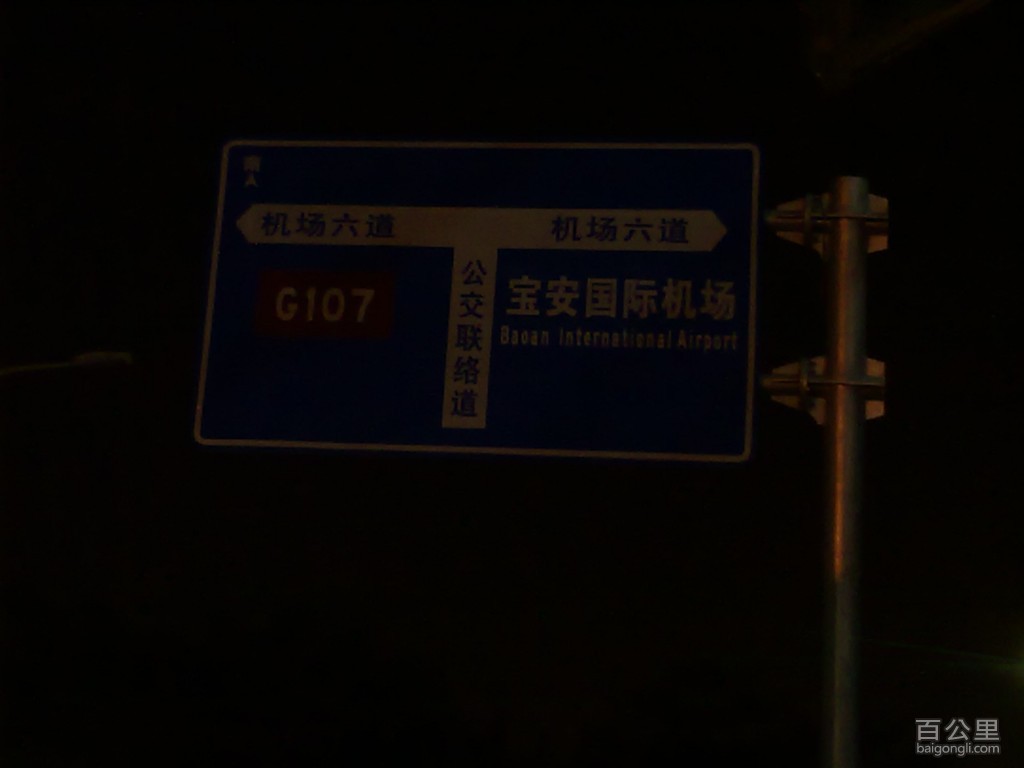 南
机场六道
机场六道
G107
公交联络道
宝安国际机场
Baoan International Airport
百公里
baigongli.com